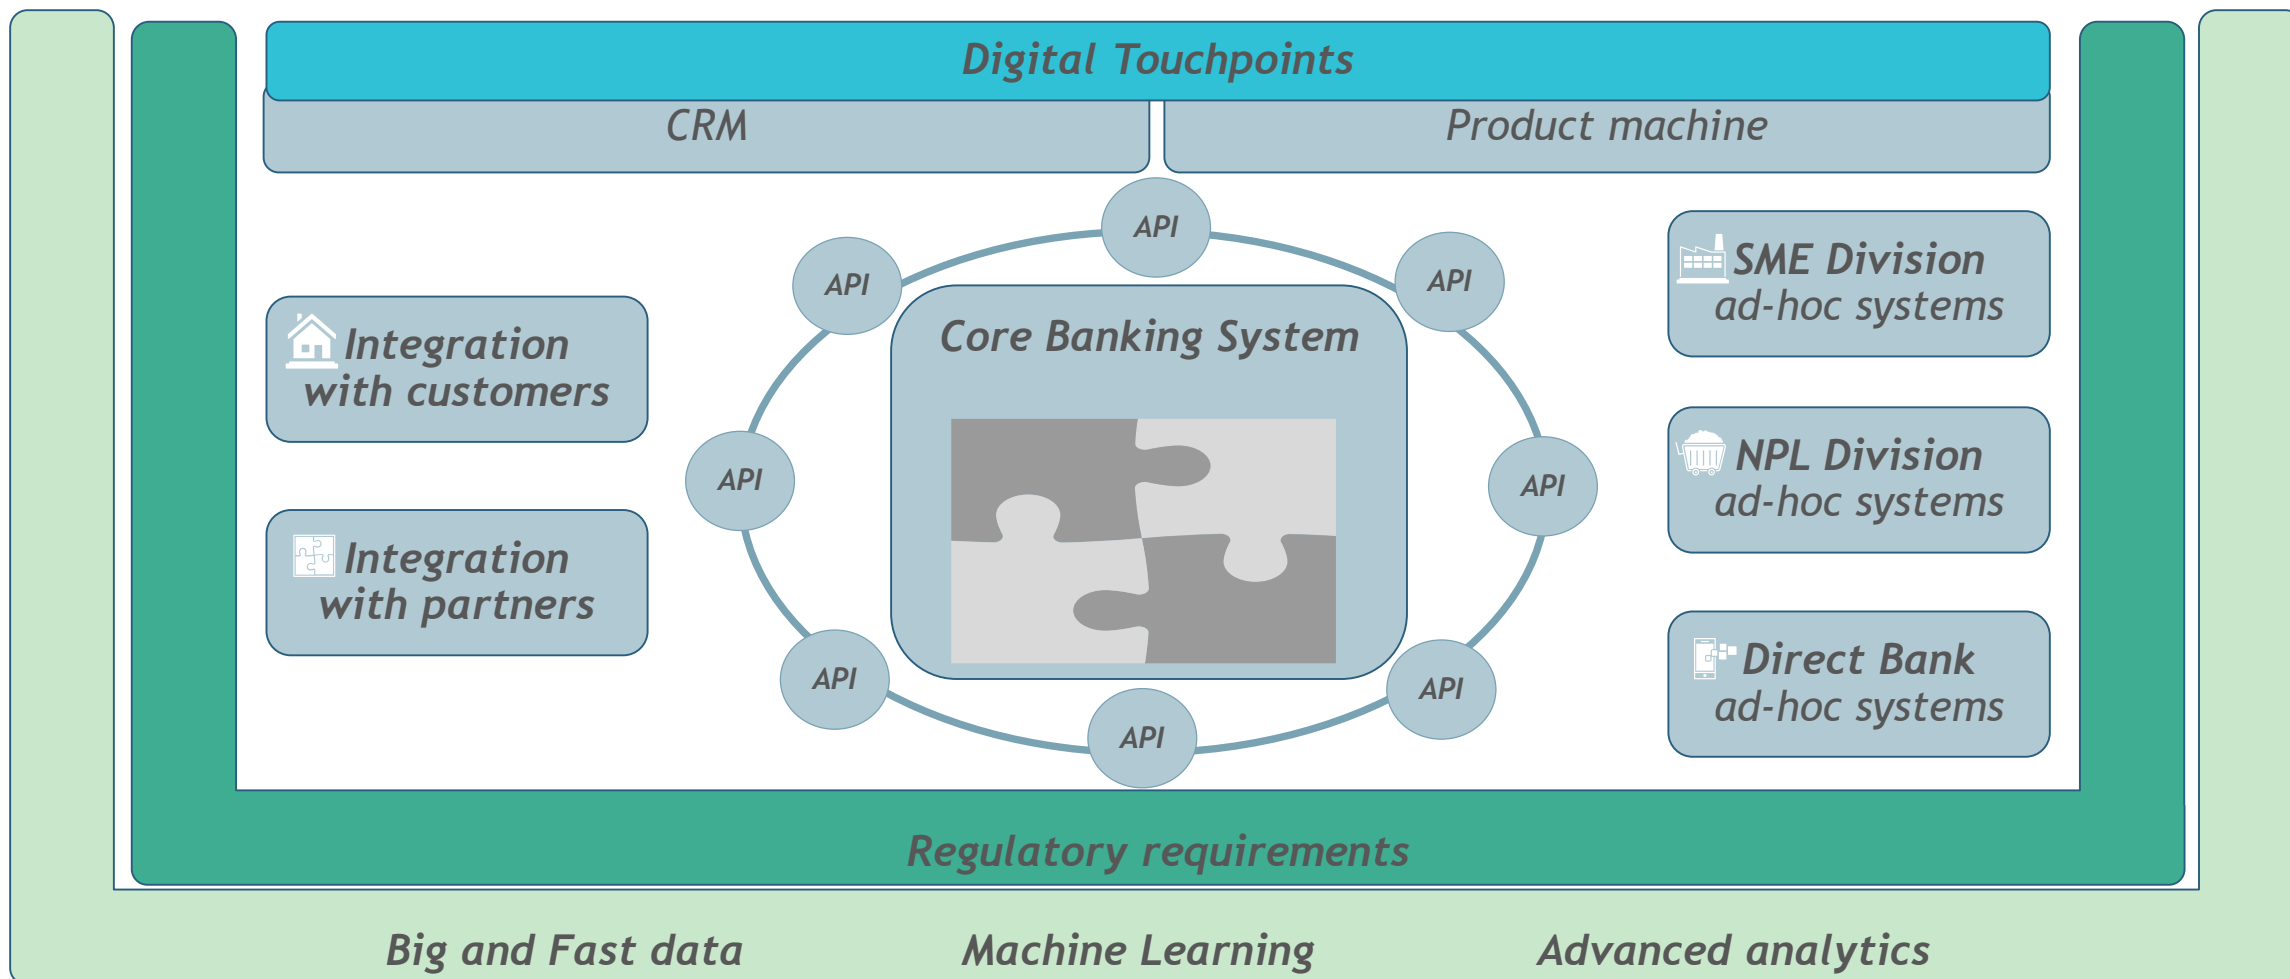 Digital Touchpoints
CRM
Product machine
API
API
API
SME Division
ad-hoc systems
Integration
with customers
Core Banking System
API
API
NPL Division
ad-hoc systems
Integration
with partners
API
API
Direct Bank
ad-hoc systems
API
Regulatory requirements
Big and Fast data
Machine Learning
Advanced analytics